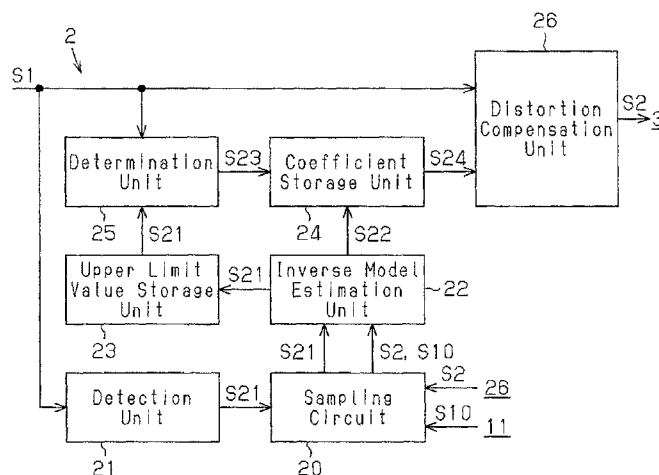 26
2
S1
Distortion
Compensation
Unit
S2
3
Determination
Unit
S23
Coefficient
Storage Unit
S24
25
S21
24
S22
Upper Limit
Value Storage
Unit
S21
Inverse Model
Estimation
Unit
22
23
S21
S2, S10
Detection
Unit
S21
Sampling
Circuit
S2
26
S10
11
21
20